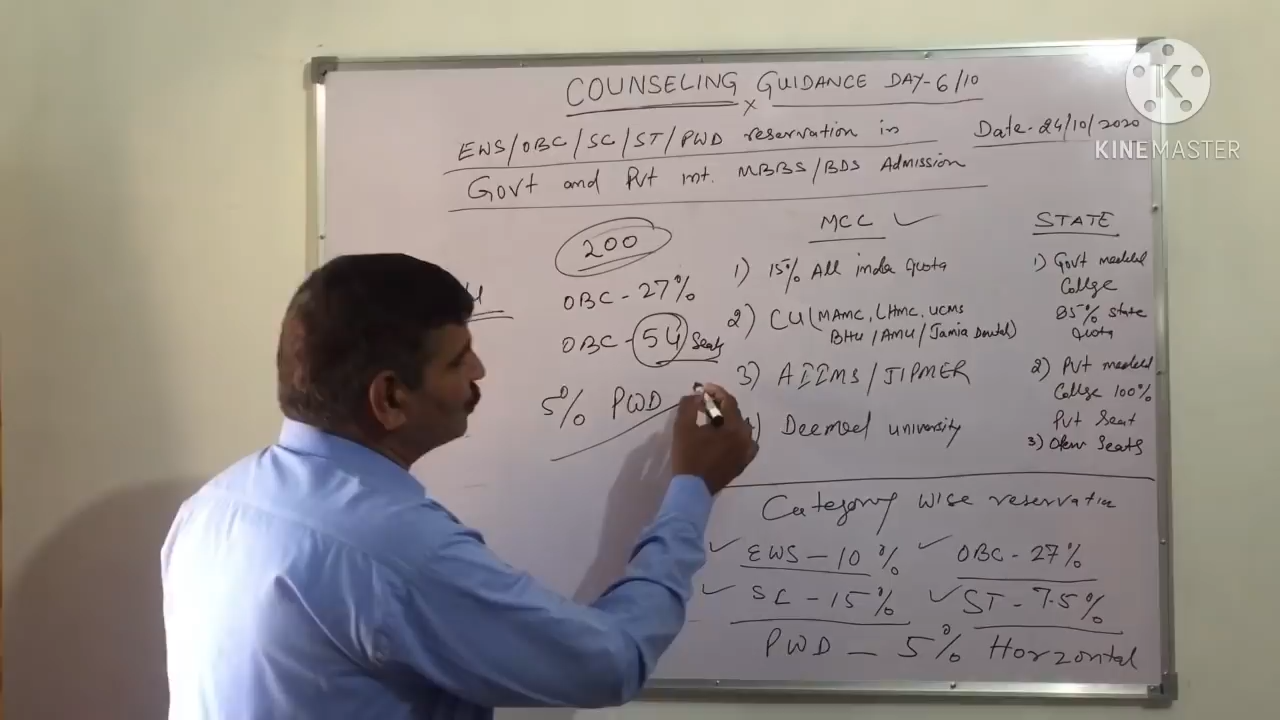 COUNSELING GUIDANCE DAY-6/10
x
EWS/OBC/SC/ST/PWD reservation in
Date-24/10/2020
Govt and Pvt int. MBBS/BDS Admission
K
KINEMASTER
200
OBC-27%
OBC-54 Seats
5% PWD
MCC ✓
1) 15% All india Quota
2) CU(MAMC, LHMC, UCMS
BHU/AMU/Jamia Dental)
3) AIIMS/JIPMER
) Deemed university
STATE
1) Govt medical
College
85% state
Quota
2) Pvt medical
College 100%
Pvt Seat
3) Seats
Category wise reservation
✓ EWS-10%
✓ OBC-27%
✓ SC-15%
✓ ST-7.5%
PWD-5% Horizontal